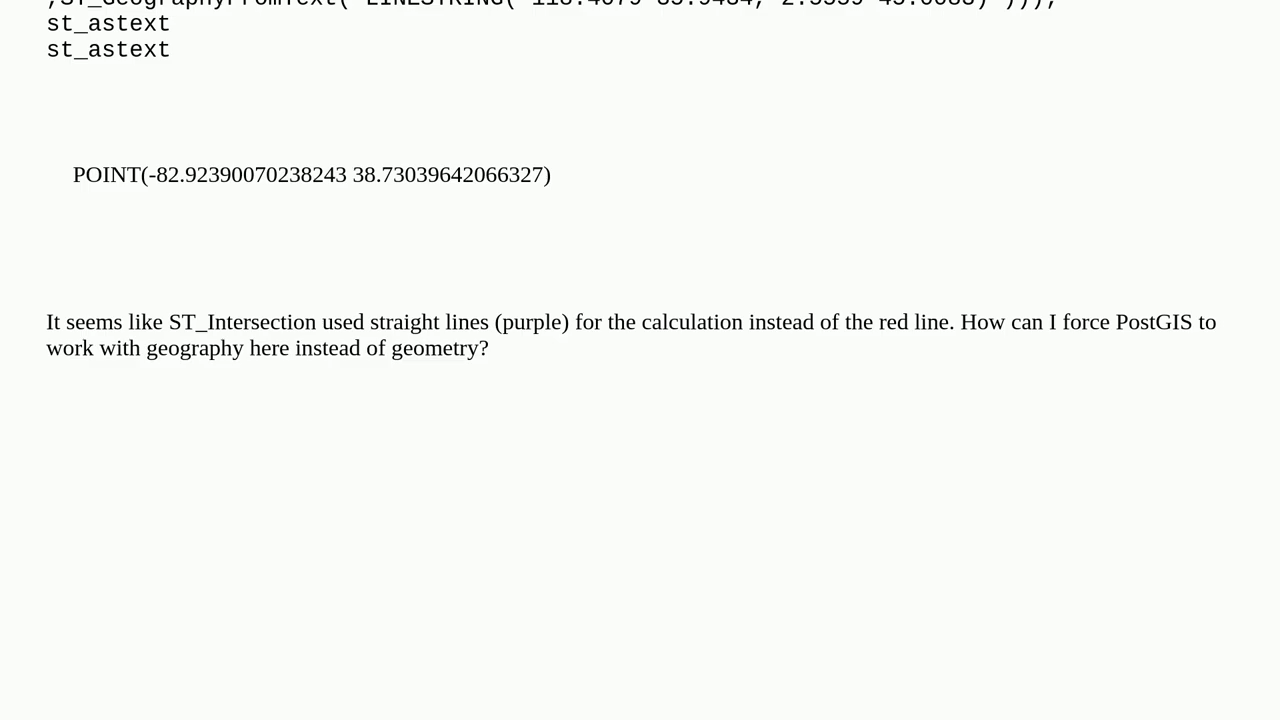 st_astext
st_astext
POINT(-82.92390070238243 38.73039642066327)
It seems like ST_Intersection used straight lines (purple) for the calculation instead of the red line. How can I force PostGIS to
work with geography here instead of geometry?